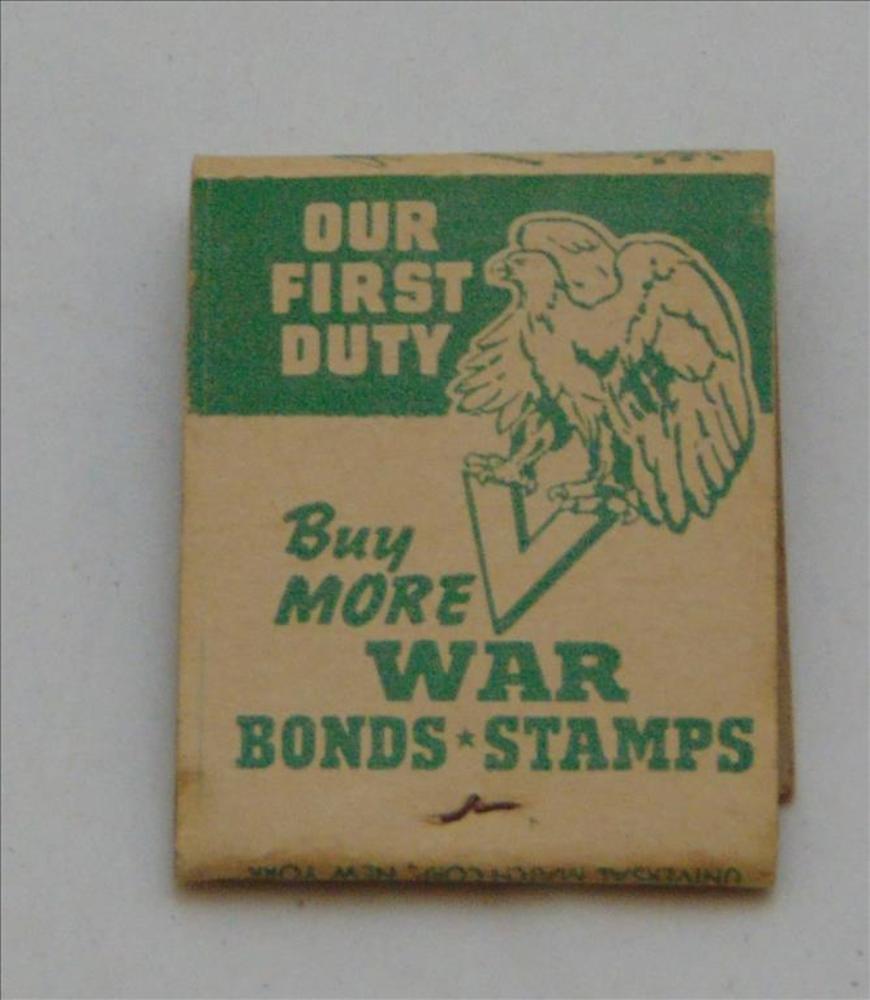 OUR
FIRST
DUTY
Buy
MORE
WAR
BONDS ★ STAMPS
UNIVERSAL MATCH CORP., NEW YORK